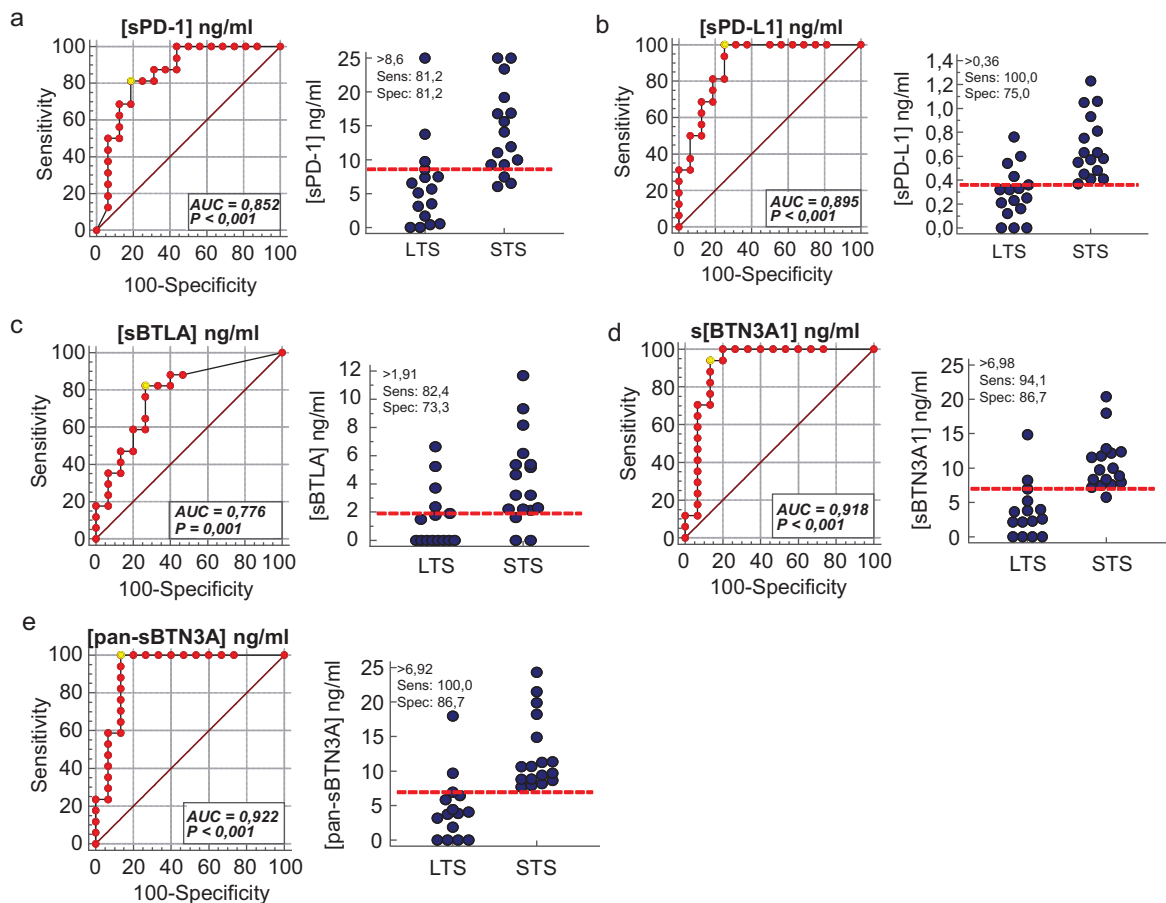 a
[sPD-1] ng/ml
100
80
60
40
20
0
Sensitivity
0 20 40 60 80 100
100-Specificity
AUC = 0,852
P < 0,001
[sPD-1] ng/ml
25
20
15
10
5
0
>8,6
Sens: 81,2
Spec: 81,2
LTS STS
b
[sPD-L1] ng/ml
100
80
60
40
20
0
Sensitivity
0 20 40 60 80 100
100-Specificity
AUC = 0,895
P < 0,001
[sPD-L1] ng/ml
1,4
1,2
1,0
0,8
0,6
0,4
0,2
0,0
>0,36
Sens: 100,0
Spec: 75,0
LTS STS
c
[sBTLA] ng/ml
100
80
60
40
20
0
Sensitivity
0 20 40 60 80 100
100-Specificity
AUC = 0,776
P = 0,001
[sBTLA] ng/ml
12
10
8
6
4
2
0
>1,91
Sens: 82,4
Spec: 73,3
LTS STS
d
s[BTN3A1] ng/ml
100
80
60
40
20
0
Sensitivity
0 20 40 60 80 100
100-Specificity
AUC = 0,918
P < 0,001
[sBTN3A1] ng/ml
25
20
15
10
5
0
>6,98
Sens: 94,1
Spec: 86,7
LTS STS
e
[pan-sBTN3A] ng/ml
100
80
60
40
20
0
Sensitivity
0 20 40 60 80 100
100-Specificity
AUC = 0,922
P < 0,001
[pan-sBTN3A] ng/ml
25
20
15
10
5
0
>6,92
Sens: 100,0
Spec: 86,7
LTS STS